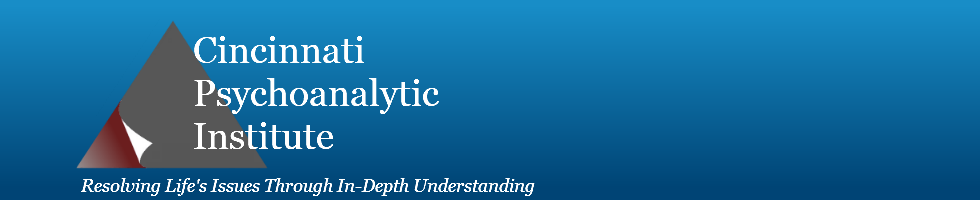 Cincinnati
Psychoanalytic
Institute
Resolving Life's Issues Through In-Depth Understanding